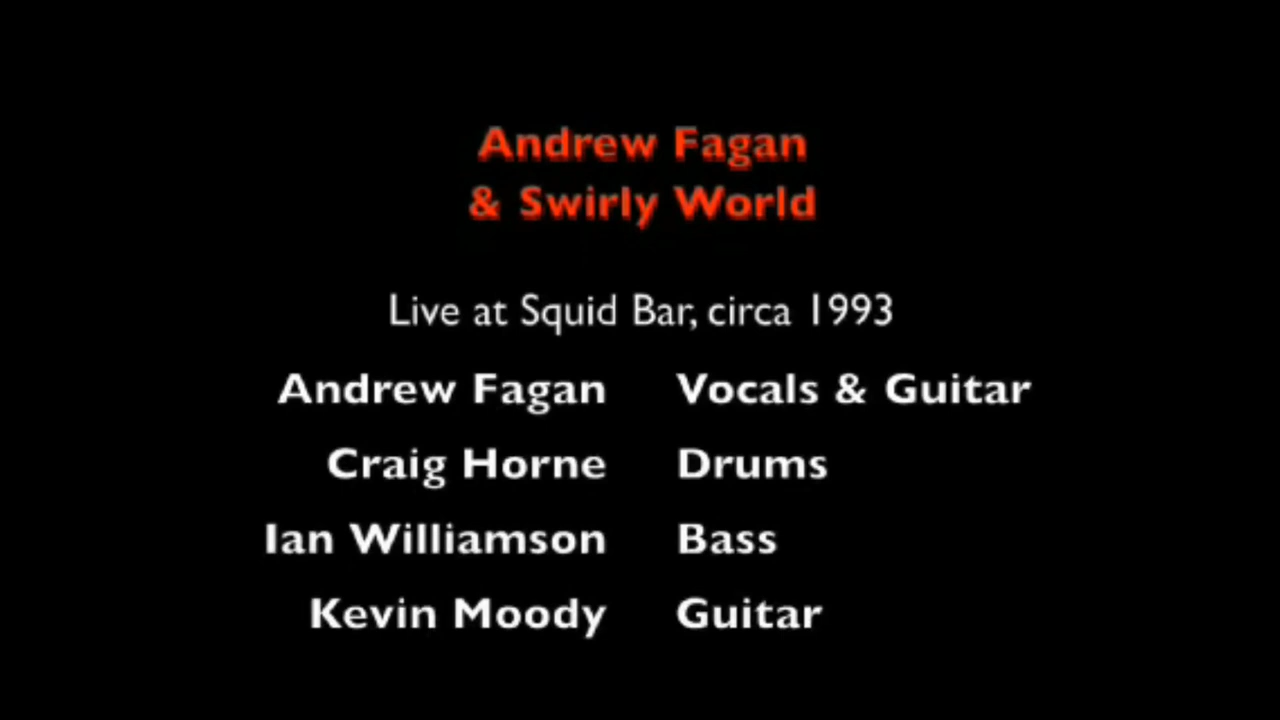 Andrew Fagan
& Swirly World
Live at Squid Bar, circa 1993
Andrew Fagan Vocals & Guitar
Craig Horne Drums
Ian Williamson Bass
Kevin Moody Guitar